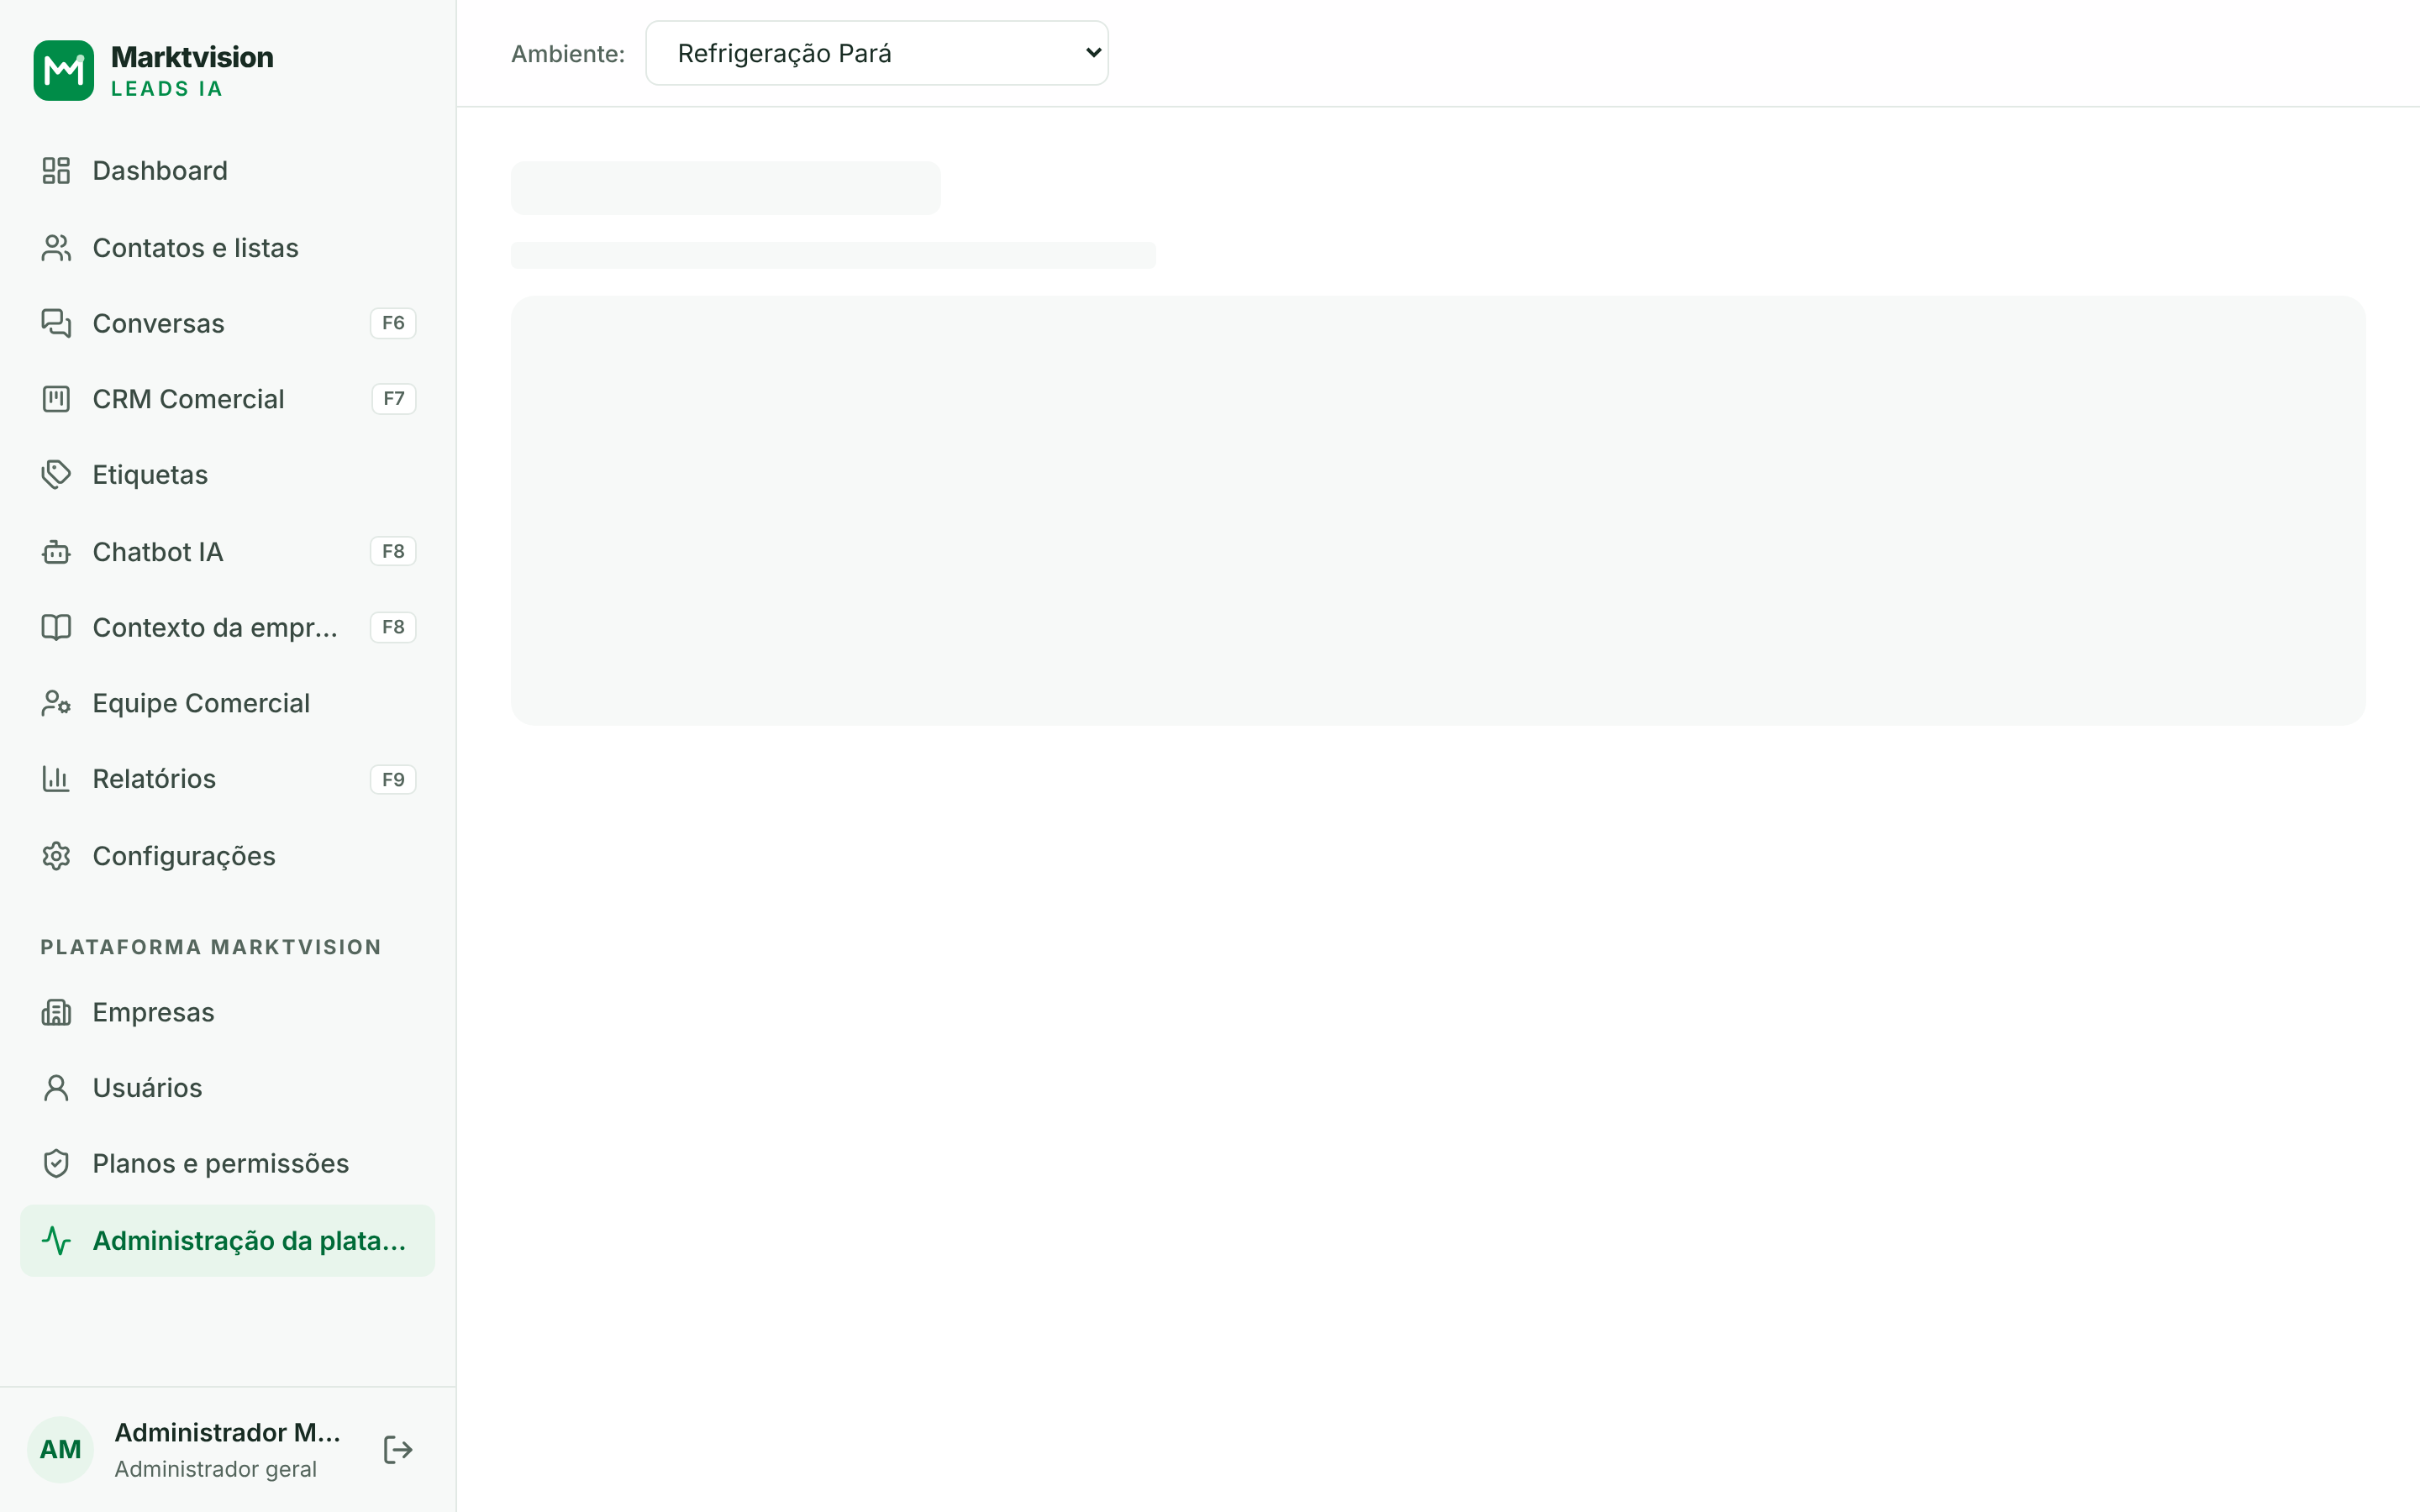 Marktvision
LEADS IA
Dashboard
Contatos e listas
Conversas F6
CRM Comercial F7
Etiquetas
Chatbot IA F8
Contexto da empr... F8
Equipe Comercial
Relatórios F9
Configurações
PLATAFORMA MARKTVISION
Empresas
Usuários
Planos e permissões
Administração da plata...
AM
Administrador M...
Administrador geral
Ambiente: Refrigeração Pará